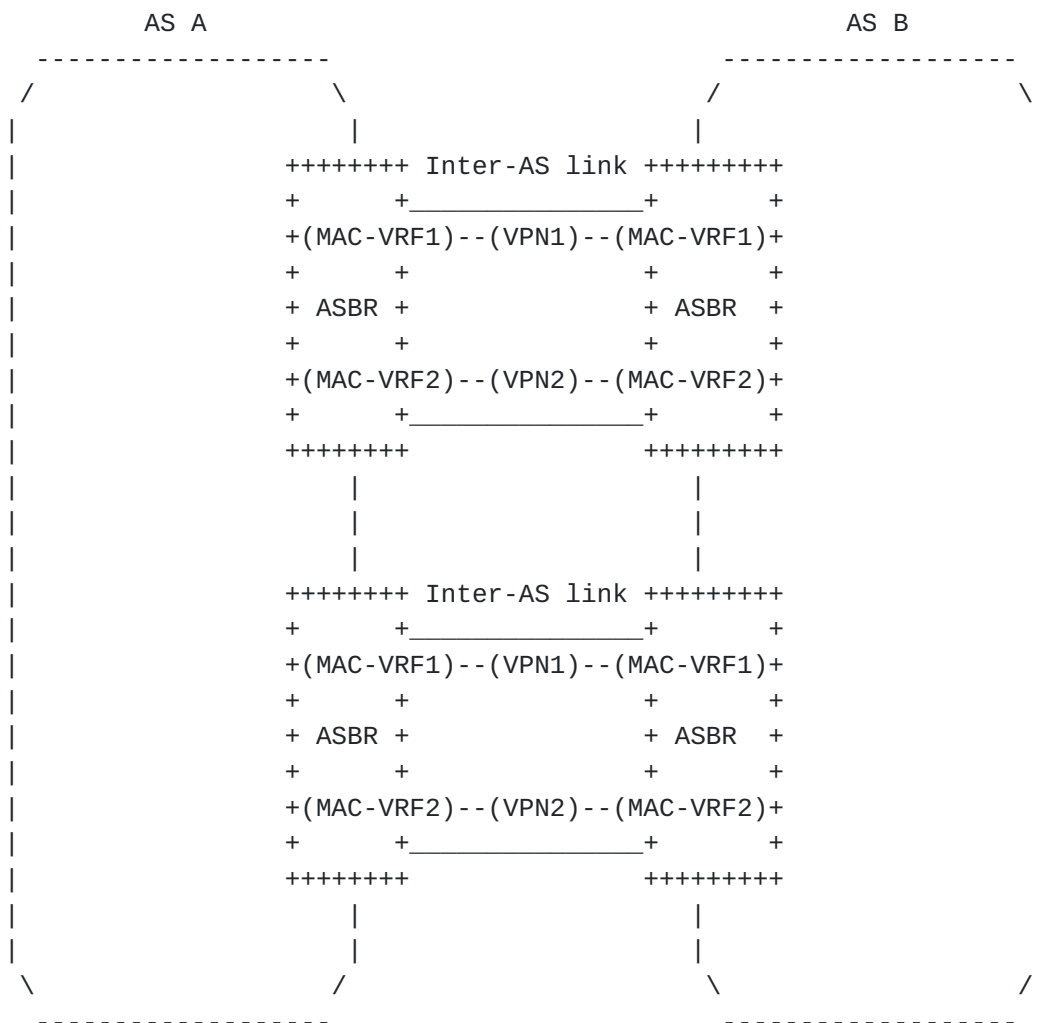 AS A AS B
Inter-AS link
(MAC-VRF1)--(VPN1)--(MAC-VRF1)
ASBR ASBR
(MAC-VRF2)--(VPN2)--(MAC-VRF2)
Inter-AS link
(MAC-VRF1)--(VPN1)--(MAC-VRF1)
ASBR ASBR
(MAC-VRF2)--(VPN2)--(MAC-VRF2)